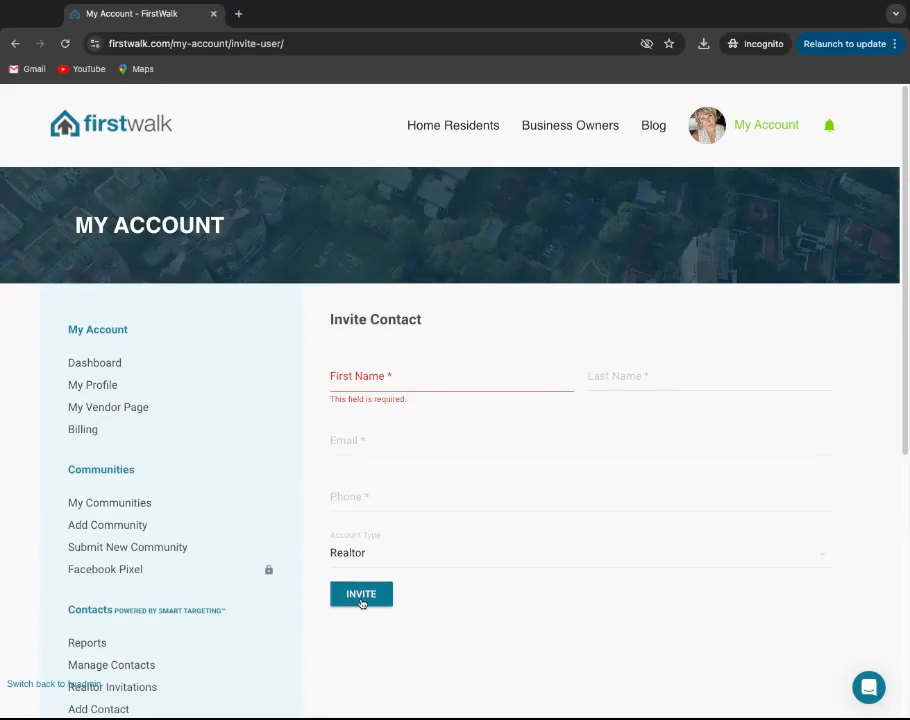 My Account - FirstWalk
firstwalk.com/my-account/invite-user/
Incognito
Relaunch to update
Gmail
YouTube
Maps
firstwalk
Home Residents
Business Owners
Blog
My Account
MY ACCOUNT
My Account
Dashboard
My Profile
My Vendor Page
Billing
Communities
My Communities
Add Community
Submit New Community
Facebook Pixel
Contacts POWERED BY SMART TARGETING™
Reports
Manage Contacts
Switch back to
Realtor Invitations
Add Contact
Invite Contact
First Name *
This field is required.
Last Name *
Email *
Phone *
Account Type
Realtor
INVITE